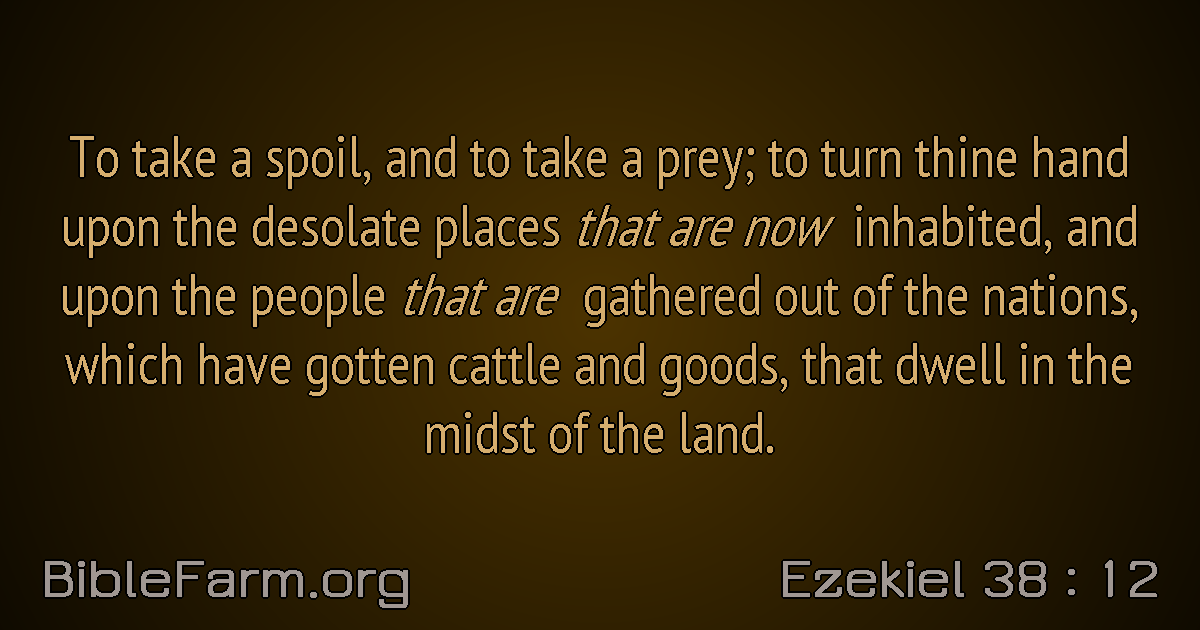 To take a spoil, and to take a prey; to turn thine hand
upon the desolate places that are now inhabited, and
upon the people that are gathered out of the nations,
which have gotten cattle and goods, that dwell in the
midst of the land.
BibleFarm.org
Ezekiel 38 : 12